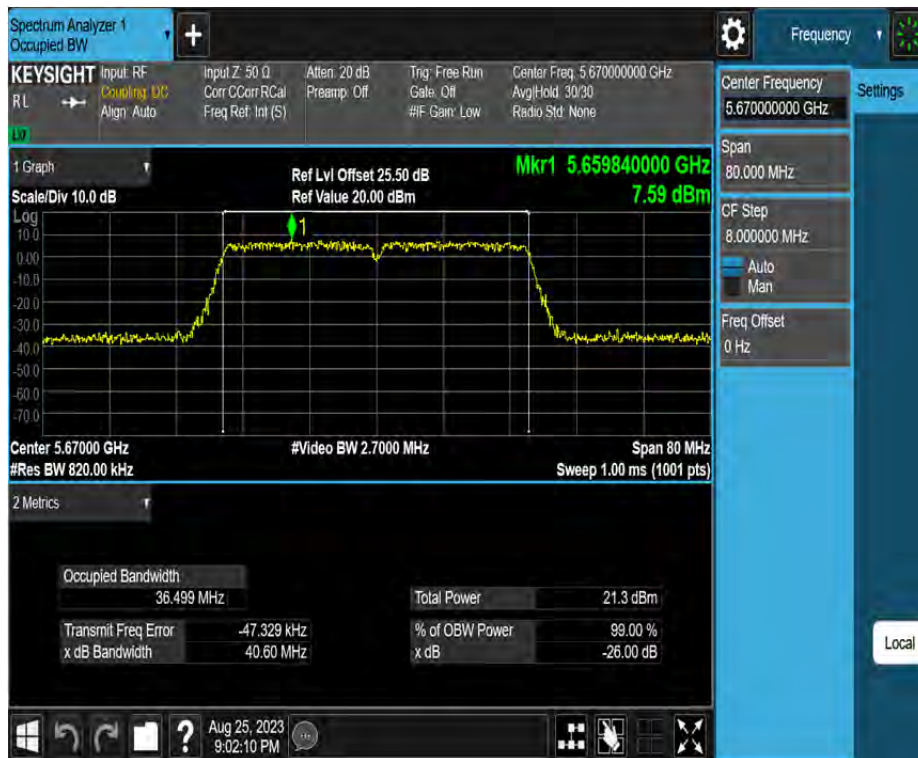 Spectrum Analyzer 1
Occupied BW
+
Frequency
KEYSIGHT
RL
Input: RF
Coupling: DC
Align: Auto
Input Z: 50 Ω
Corr CCorr RCal
Freq Ref: Int (S)
Atten: 20 dB
Preamp: Off
Trig: Free Run
Gate: Off
#IF Gain: Low
Center Freq: 5.670000000 GHz
Avg|Hold: 30/30
Radio Std: None
Center Frequency
5.670000000 GHz
Settings
Span
80.000 MHz
CF Step
8.000000 MHz
Auto
Man
Freq Offset
0 Hz
1 Graph
Scale/Div 10.0 dB
Ref Lvl Offset 25.50 dB
Ref Value 20.00 dBm
Mkr1 5.659840000 GHz
7.59 dBm
Log
10.0
0.00
-10.0
-20.0
-30.0
-40.0
-50.0
-60.0
-70.0
1
Center 5.67000 GHz
#Res BW 820.00 kHz
#Video BW 2.7000 MHz
Span 80 MHz
Sweep 1.00 ms (1001 pts)
2 Metrics
Occupied Bandwidth
36.499 MHz
Transmit Freq Error -47.329 kHz
x dB Bandwidth 40.60 MHz
Total Power 21.3 dBm
% of OBW Power 99.00 %
x dB -26.00 dB
Local
?
Aug 25, 2023
9:02:10 PM